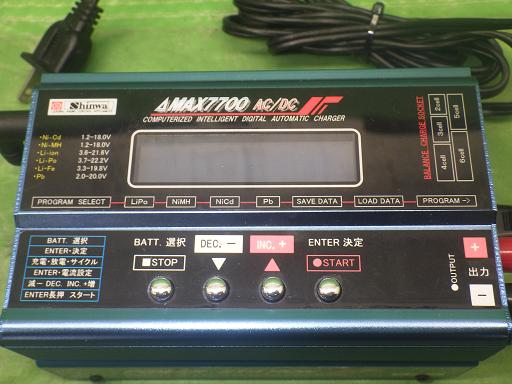 Shinwa
AMAX7700 AC/DC
COMPUTERIZED INTELLIGENT DIGITAL AUTOMATIC CHARGER
・Ni-Cd 1.2-18.0V
・Ni-MH 1.2-18.0V
・Li-ion 3.6-21.6V
・Li-Po 3.7-22.2V
・Li-Fe 3.3-19.8V
・Pb 2.0-20.0V
BALANCE CHARGE SOCKET
2cell
3cell
4cell
5cell
6cell
PROGRAM SELECT LiPo NiMH NiCd Pb SAVE DATA LOAD DATA PROGRAM->
BATT. 選択
ENTER・決定
充電・放電・サイクル
ENTER・電流設定
減－ DEC. INC.+増
ENTER長押 スタート
BATT. 選択 DEC. － INC. + ENTER 決定
■STOP ▼ ▲ ●START
●OUTPUT
+
出力
－